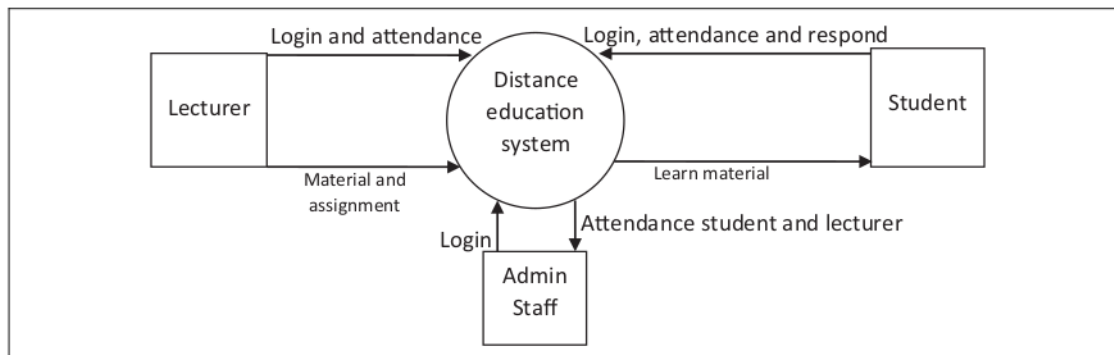 Login and attendance
Login, attendance and respond
Lecturer
Distance
education
system
Student
Material and
assignment
Learn material
Login
Attendance student and lecturer
Admin
Staff